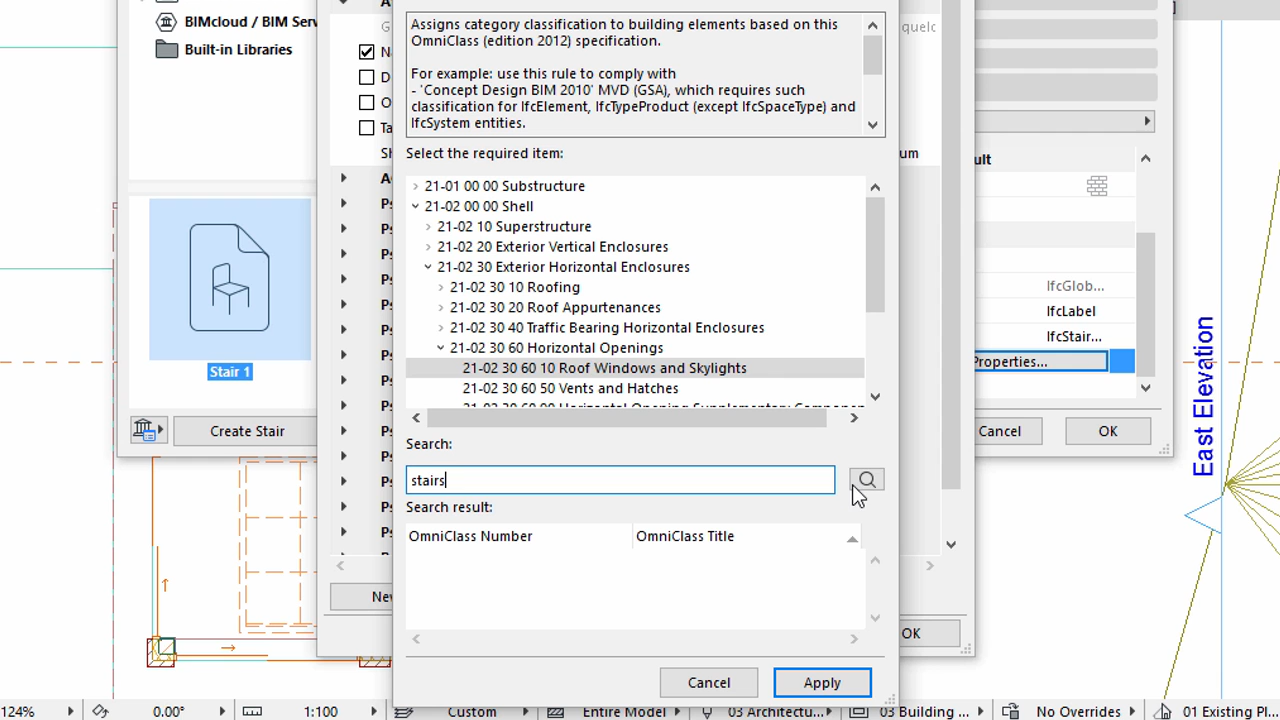 BIMcloud / BIM Serv
Built-in Libraries
Stair 1
Create Stair
Assigns category classification to building elements based on this
OmniClass (edition 2012) specification.
For example: use this rule to comply with
- 'Concept Design BIM 2010' MVD (GSA), which requires such
classification for IfcElement, IfcTypeProduct (except IfcSpaceType) and
IfcSystem entities.
Select the required item:
21-01 00 00 Substructure
21-02 00 00 Shell
21-02 10 Superstructure
21-02 20 Exterior Vertical Enclosures
21-02 30 Exterior Horizontal Enclosures
21-02 30 10 Roofing
21-02 30 20 Roof Appurtenances
21-02 30 40 Traffic Bearing Horizontal Enclosures
21-02 30 60 Horizontal Openings
21-02 30 60 10 Roof Windows and Skylights
21-02 30 60 50 Vents and Hatches
Search:
stairs
Search result:
OmniClass Number OmniClass Title
Cancel Apply
OK
IfcGlob...
IfcLabel
IfcStair...
Properties...
Cancel OK
East Elevation
124% 0.00° 1:100 Custom Entire Model 03 Architectu... 03 Building ... No Overrides 01 Existing Pl...